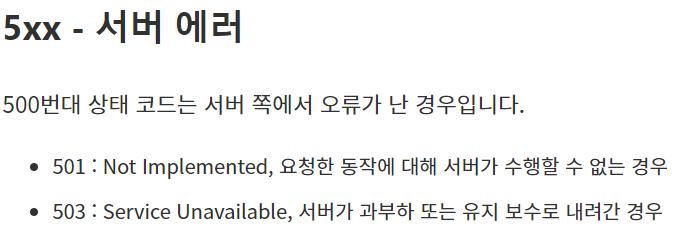 5xx - 서버 에러
500번대 상태 코드는 서버 쪽에서 오류가 난 경우입니다.
• 501 : Not Implemented, 요청한 동작에 대해 서버가 수행할 수 없는 경우
• 503 : Service Unavailable, 서버가 과부하 또는 유지 보수로 내려간 경우